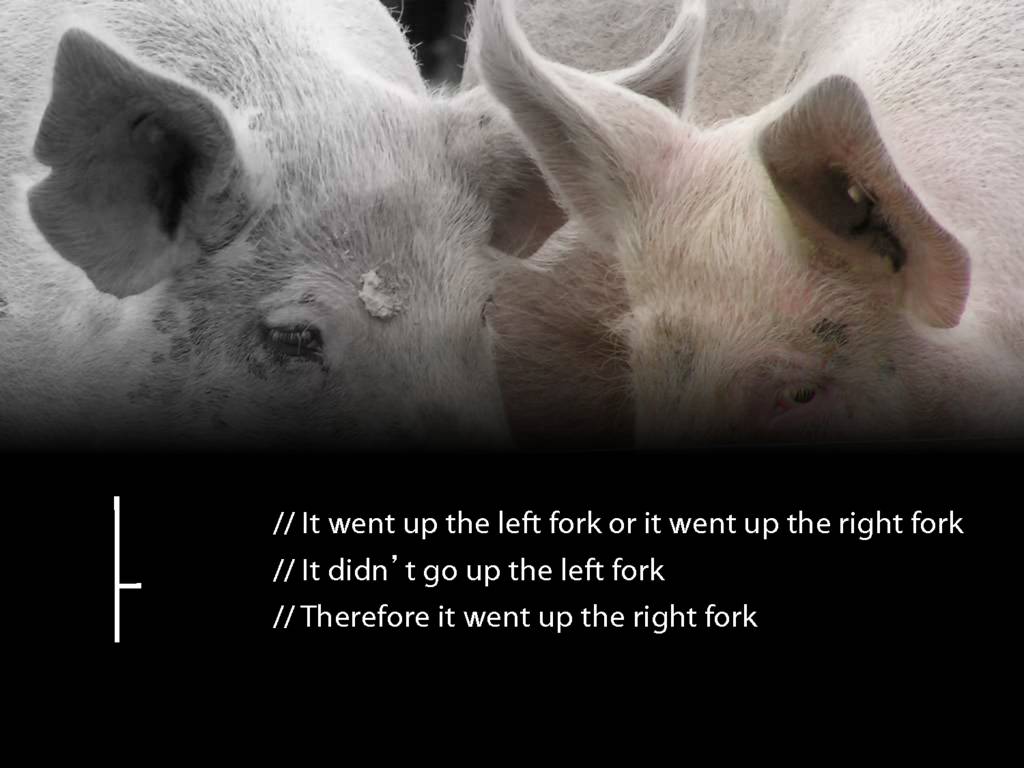 // It went up the left fork or it went up the right fork
// It didn’ t go up the left fork
// Therefore it went up the right fork